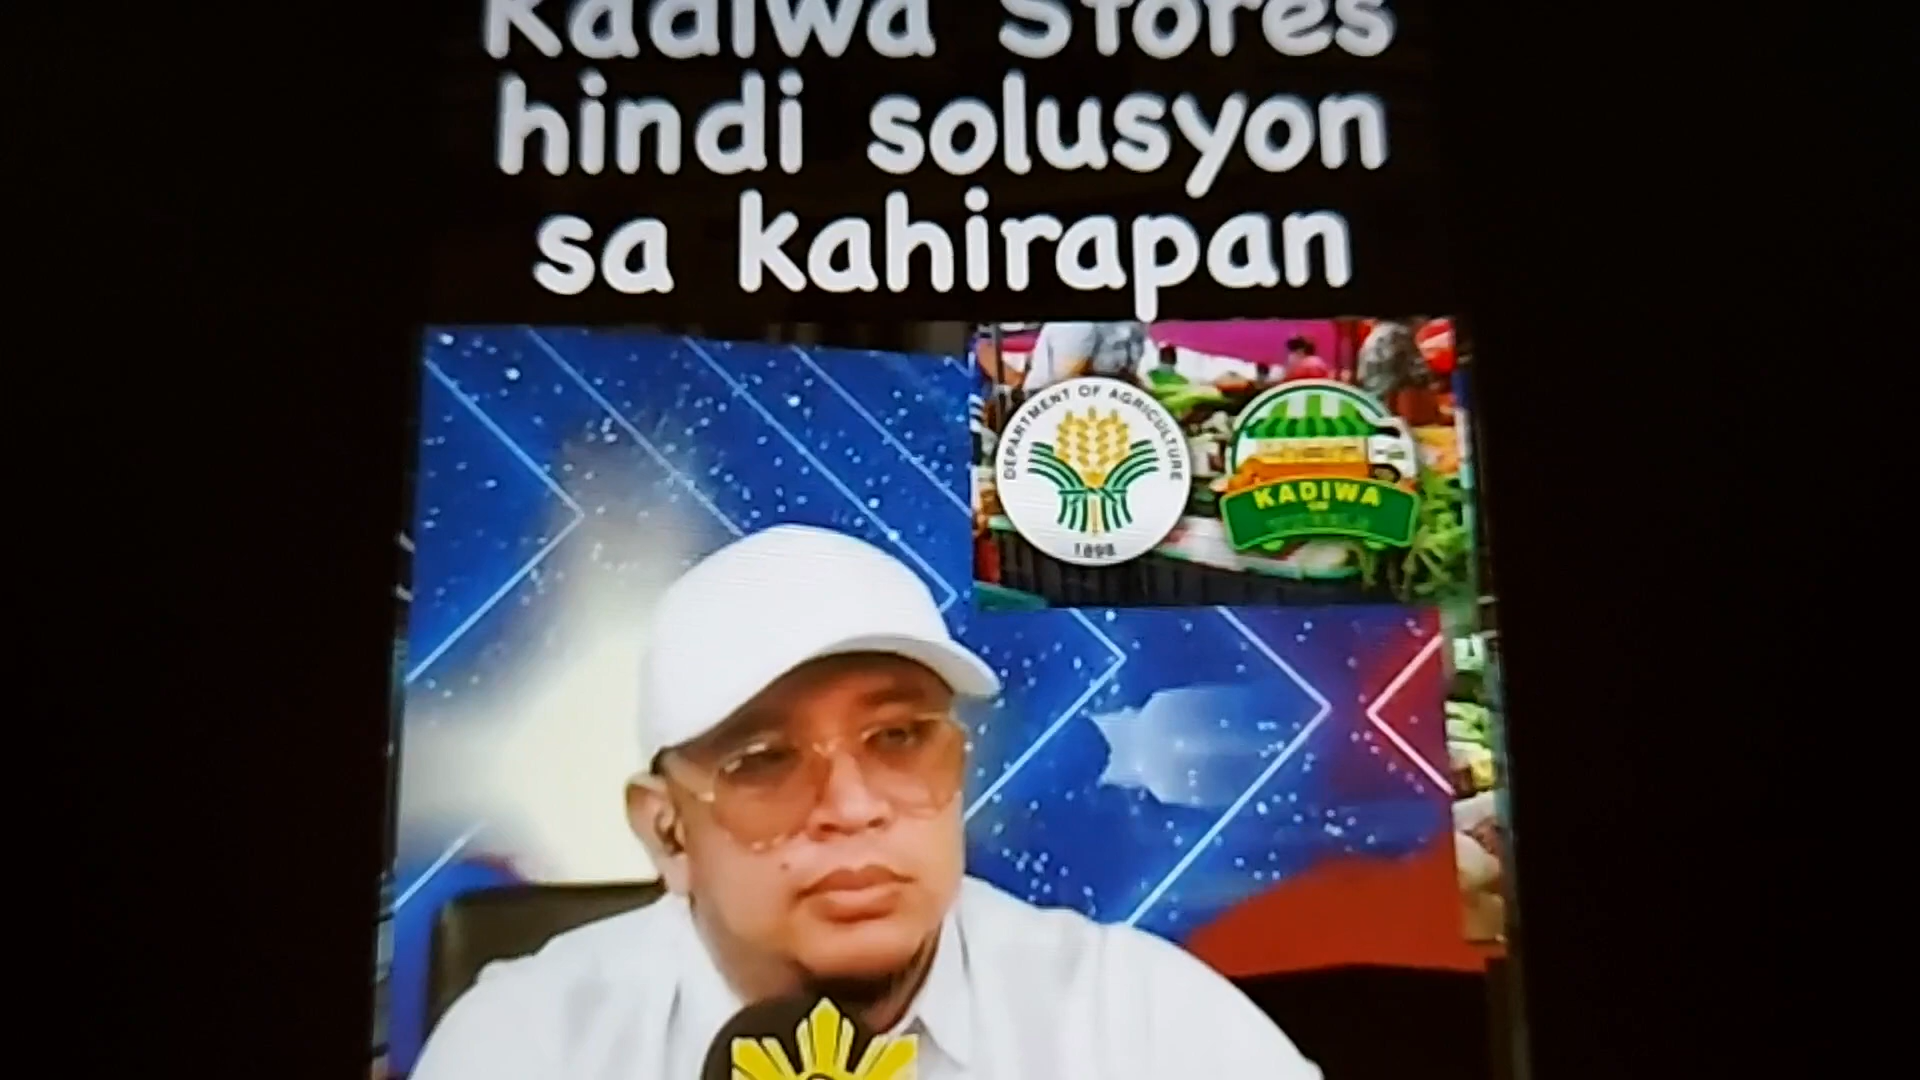 Kadiwa Stores
hindi solusyon
sa kahirapan
DEPARTMENT OF AGRICULTURE
1898
KADIWA